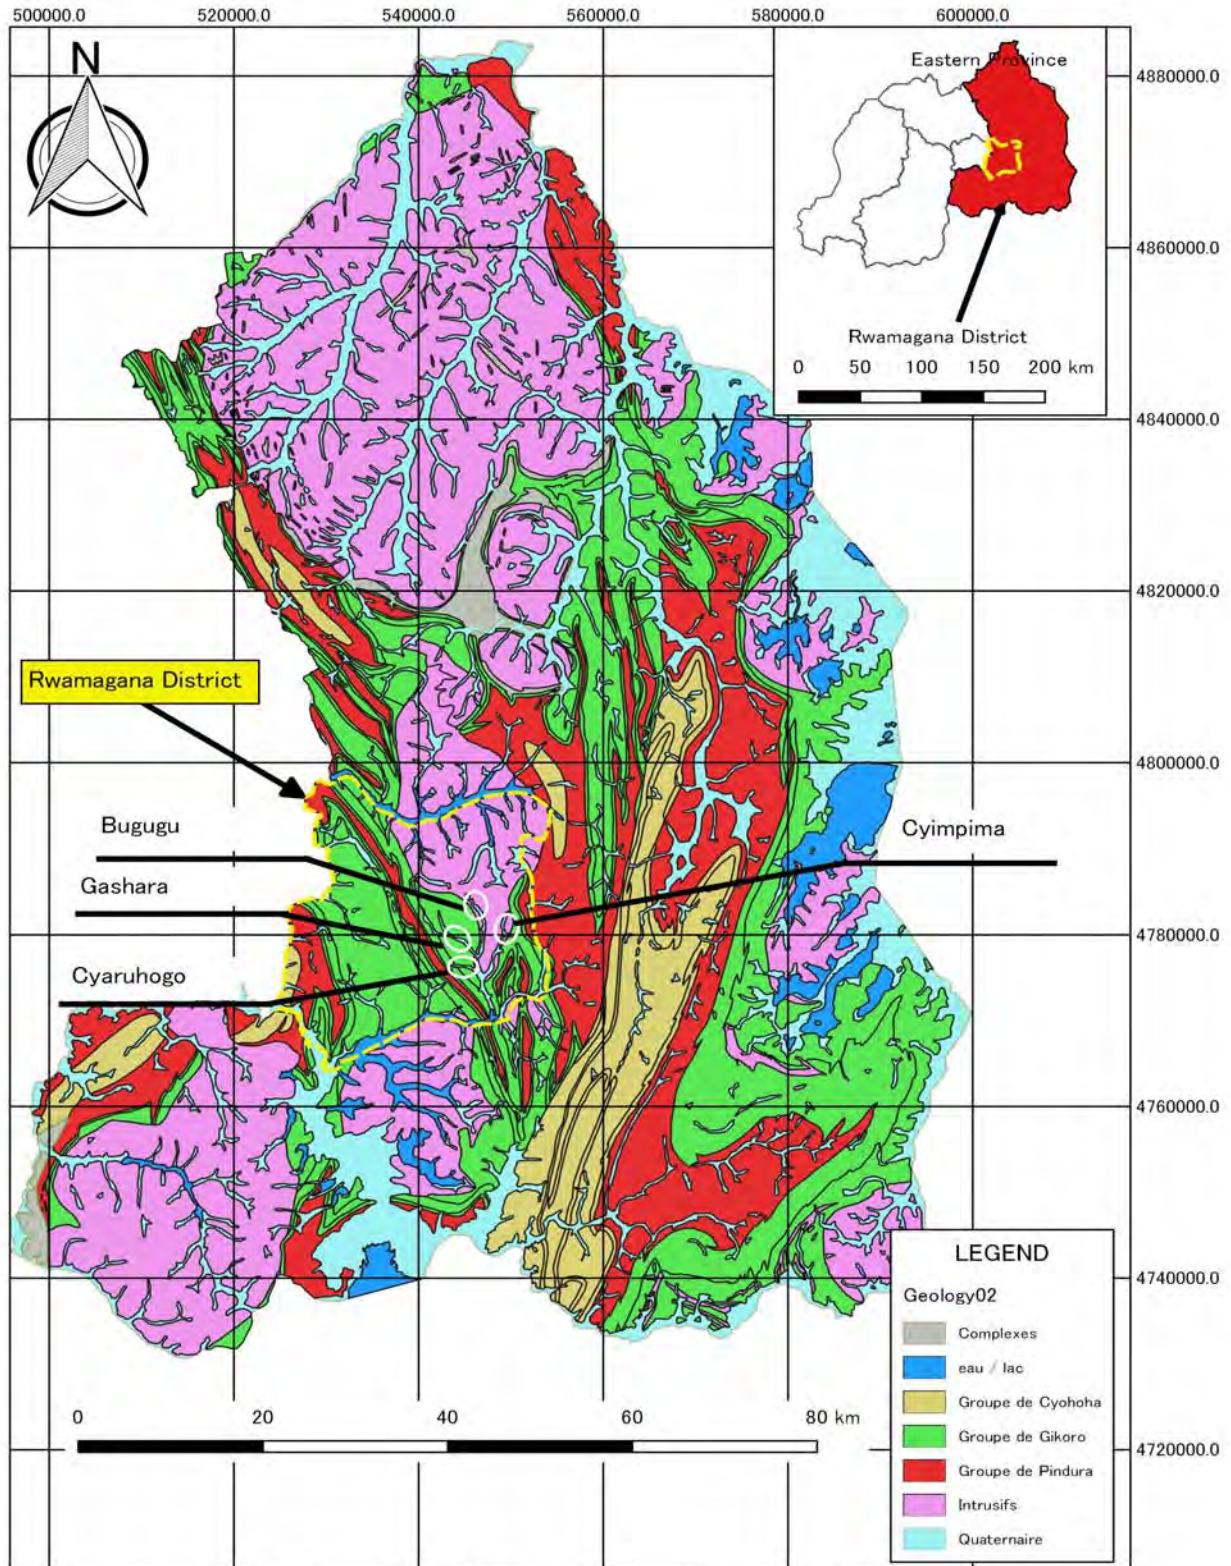 500000.0 520000.0 540000.0 560000.0 580000.0 600000.0
N
Eastern Province
4880000.0
4860000.0
Rwamagana District
0 50 100 150 200 km
4840000.0
4820000.0
Rwamagana District
4800000.0
Bugugu
Cyimpima
Gashara
4780000.0
Cyaruhogo
4760000.0
LEGEND
4740000.0
Geology02
Complexes
eau / lac
Groupe de Cyohoha
0 20 40 60 80 km
Groupe de Gikoro
4720000.0
Groupe de Pindura
Intrusifs
Quaternaire